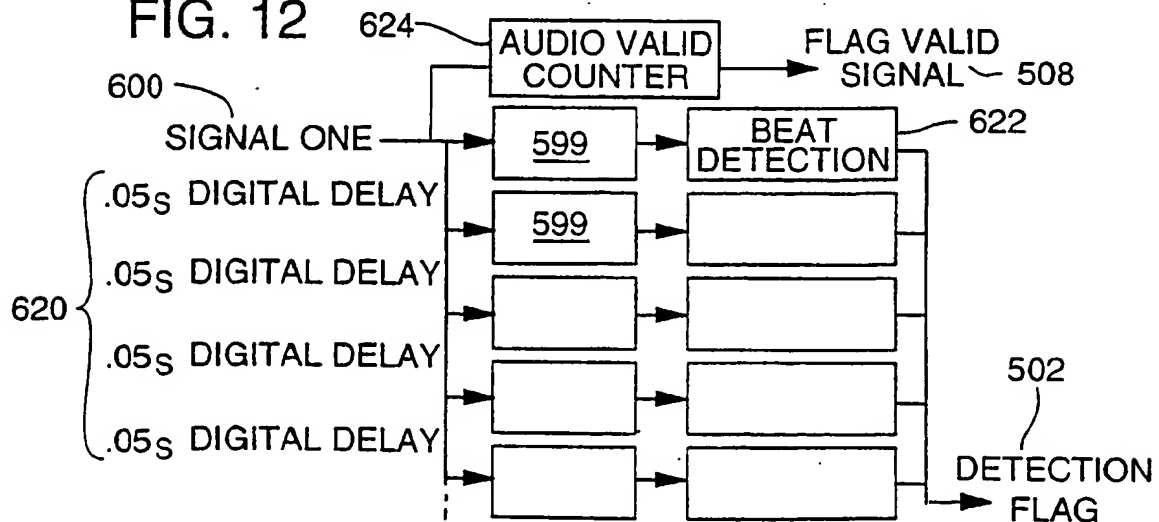 FIG. 12
624
AUDIO VALID
COUNTER
FLAG VALID
SIGNAL
508
600
SIGNAL ONE
599
BEAT
DETECTION
622
.05s DIGITAL DELAY
599
.05s DIGITAL DELAY
620
.05s DIGITAL DELAY
.05s DIGITAL DELAY
502
DETECTION
FLAG